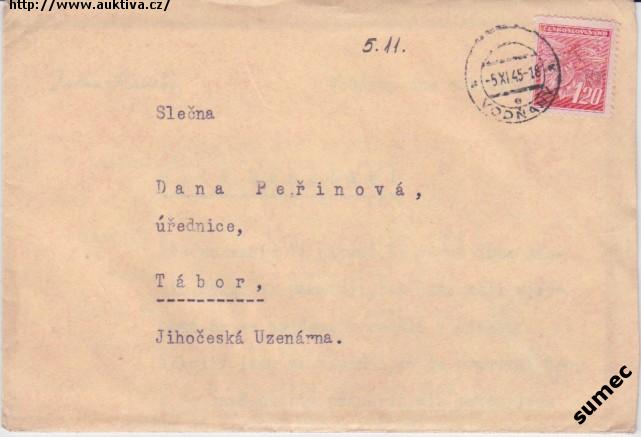 http://www.auktiva.cz/
5.11.
ČESKOSLOVENSKO
1.20
-5.XI.45-18
VODŇANY
Slečna
Dana Peřinová,
úřednice,
Tábor,
Jihočeská Uzenárna.
sumec